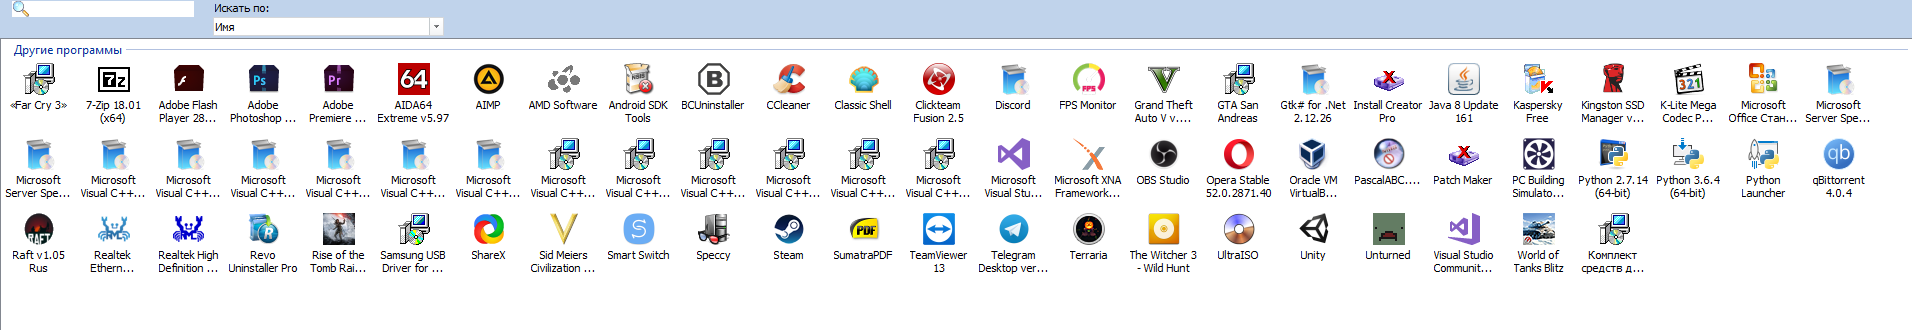 Искать по:
Имя
Другие программы
«Far Cry 3»
7-Zip 18.01
(x64)
Adobe Flash
Player 28...
Adobe
Photoshop ...
Adobe
Premiere ...
AIDA64
Extreme v5.97
AIMP
AMD Software
Android SDK
Tools
BCUninstaller
CCleaner
Classic Shell
Clickteam
Fusion 2.5
Discord
FPS Monitor
Grand Theft
Auto V v....
GTA San
Andreas
Gtk# for .Net
2.12.26
Install Creator
Pro
Java 8 Update
161
Kaspersky
Free
Kingston SSD
Manager v...
K-Lite Mega
Codec P...
Microsoft
Office Стан...
Microsoft
Server Spe...
Microsoft
Server Spe...
Microsoft
Visual C++...
Microsoft
Visual C++...
Microsoft
Visual C++...
Microsoft
Visual C++...
Microsoft
Visual C++...
Microsoft
Visual C++...
Microsoft
Visual C++...
Microsoft
Visual C++...
Microsoft
Visual C++...
Microsoft
Visual C++...
Microsoft
Visual C++...
Microsoft
Visual C++...
Microsoft
Visual Stu...
Microsoft XNA
Framework...
OBS Studio
Opera Stable
52.0.2871.40
Oracle VM
VirtualB...
PascalABC....
Patch Maker
PC Building
Simulato...
Python 2.7.14
(64-bit)
Python 3.6.4
(64-bit)
Python
Launcher
qBittorrent
4.0.4
Raft v1.05
Rus
Realtek
Ethern...
Realtek High
Definition ...
Revo
Uninstaller Pro
Rise of the
Tomb Rai...
Samsung USB
Driver for ...
ShareX
Sid Meiers
Civilization ...
Smart Switch
Speccy
Steam
SumatraPDF
TeamViewer
13
Telegram
Desktop ver...
Terraria
The Witcher 3
- Wild Hunt
UltraISO
Unity
Unturned
Visual Studio
Communit...
World of
Tanks Blitz
Комплект
средств д...